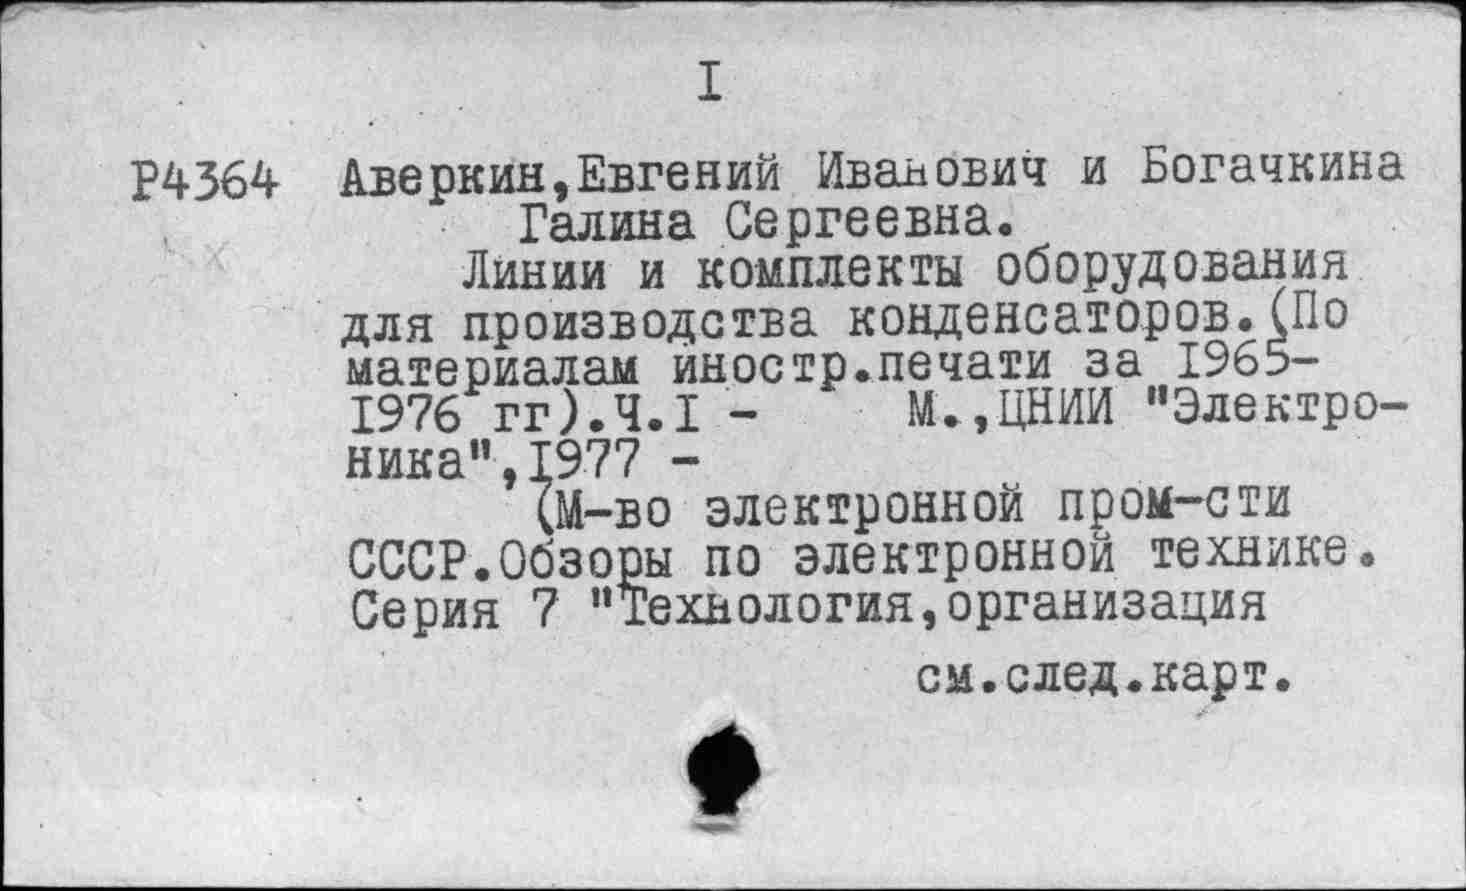 I
Р4364 Аверкин,Евгений Иванович и Богачкина
Галина Сергеевна.
Линии и комплекты оборудования
для производства конденсаторов.(По
материалам иностр.печати за 1965-
1976 гг).Ч.I - М.,ЦНИИ "Электро-
ника",1977 -
(М-во электронной пром-сти
СССР.Обзоры по электронной технике.
Серия 7 "Технология,организация
см.след.карт.